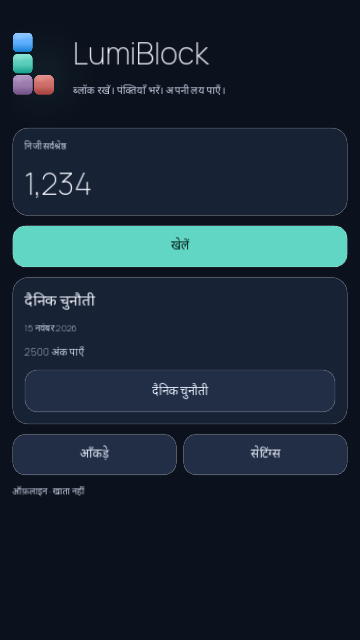 LumiBlock
ब्लॉक रखें। पंक्तियाँ भरें। अपनी लय पाएँ।
निजी सर्वश्रेष्ठ
1,234
खेलें
दैनिक चुनौती
15 नवंबर 2026
2500 अंक पाएँ
दैनिक चुनौती
आँकड़े
सेटिंग्स
ऑफ़लाइन · खाता नहीं